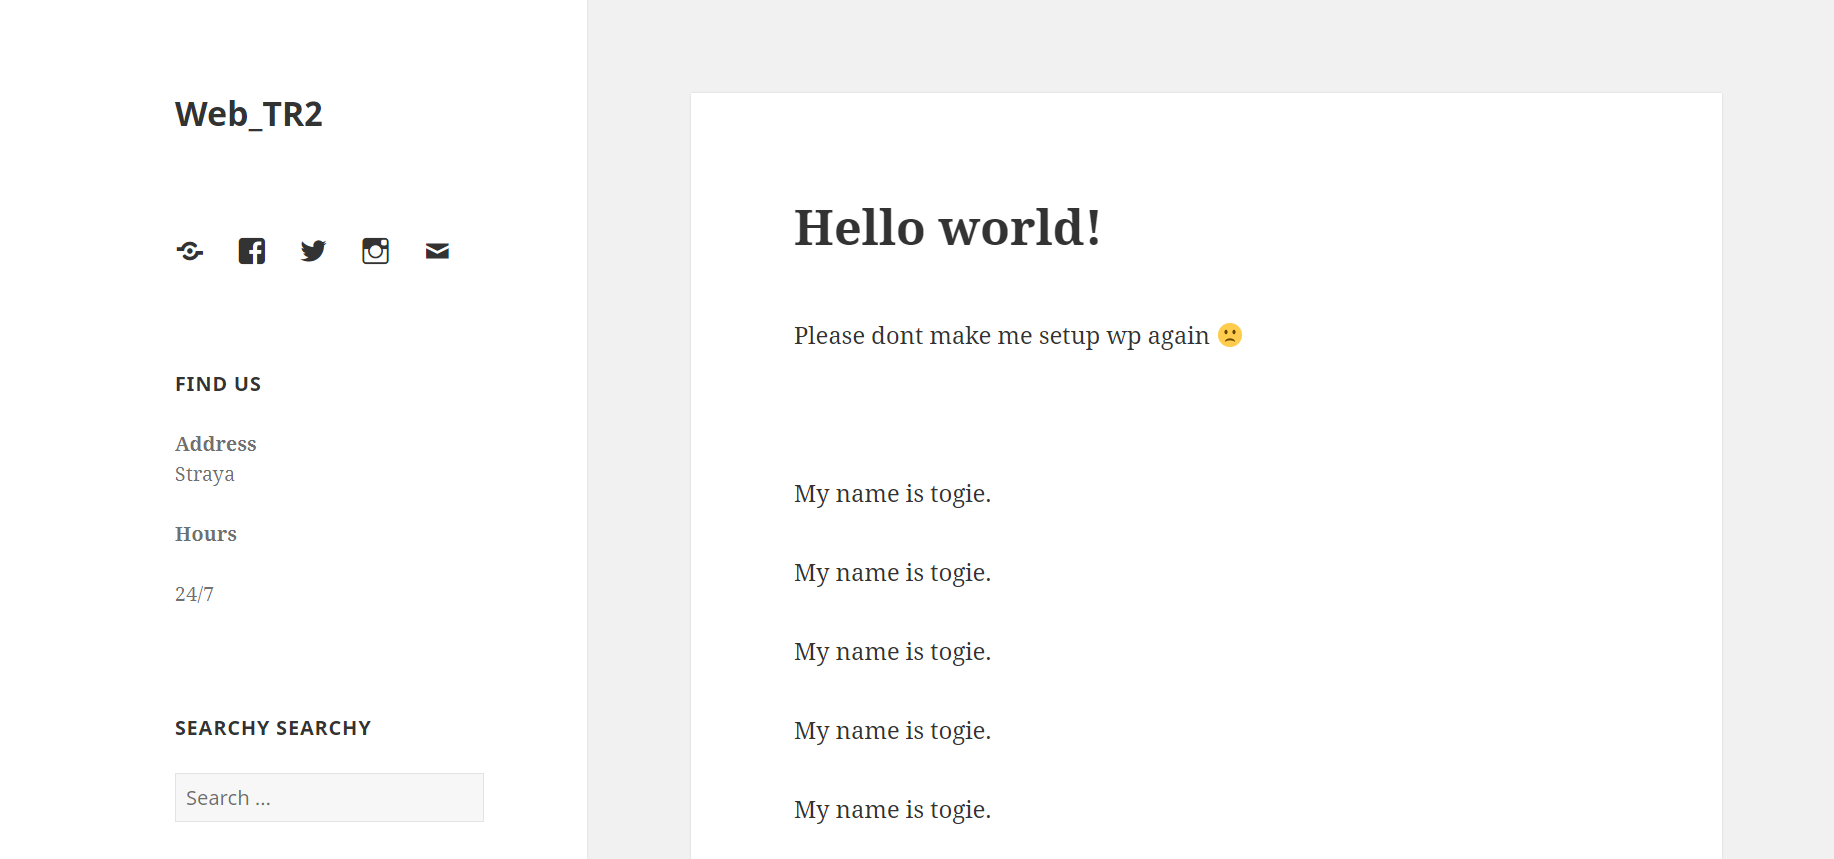 Web_TR2
FIND US
Address
Straya
Hours
24/7
SEARCHY SEARCHY
Search ...
Hello world!
Please dont make me setup wp again
My name is togie.
My name is togie.
My name is togie.
My name is togie.
My name is togie.